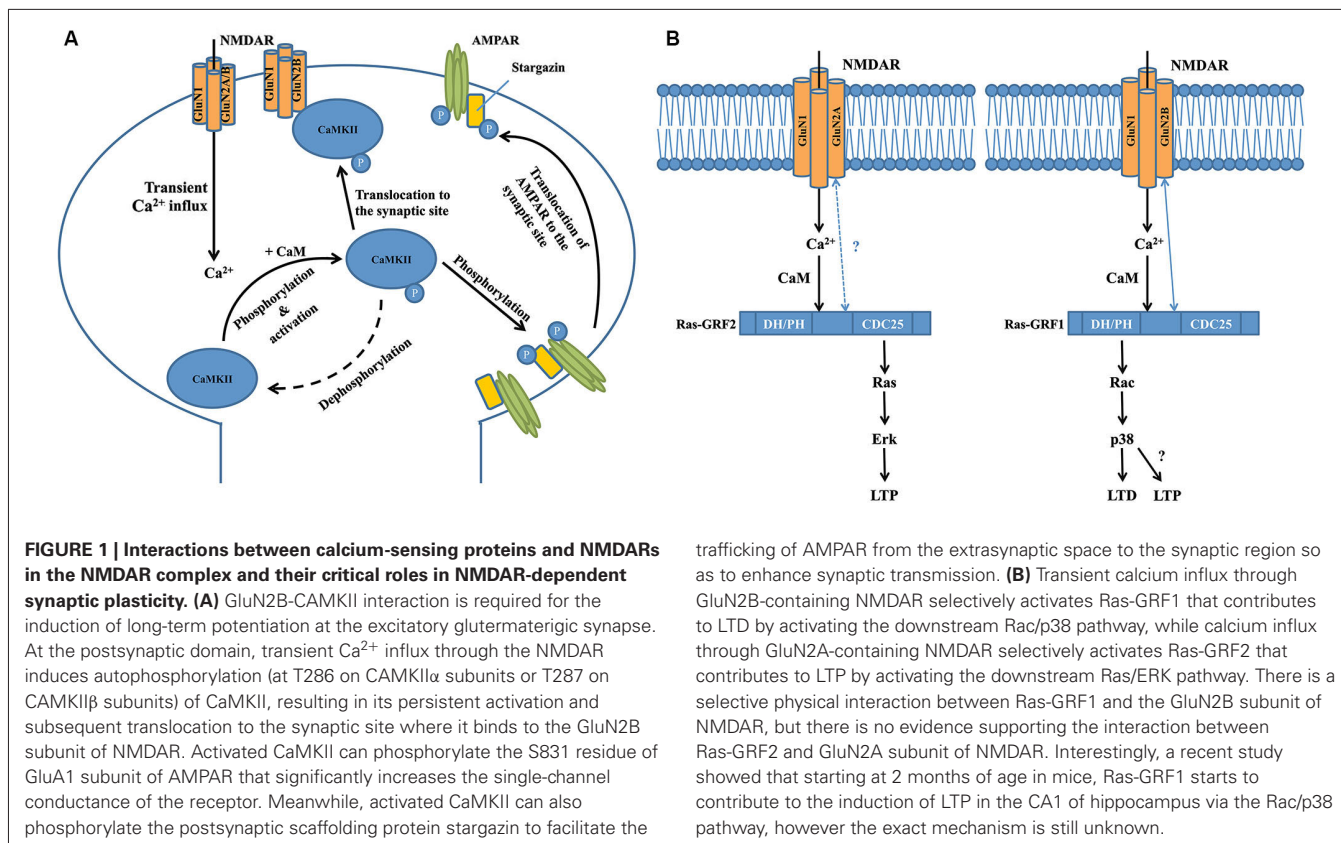 A
NMDAR
GluN1
GluN2A/B
GluN1
GluN2B
CaMKII
P
AMPAR
Stargazin
P
P
Transient
Ca²⁺ influx
Ca²⁺
Translocation to
the synaptic site
+ CaM
Phosphorylation
&
activation
CaMKII
P
Phosphorylation
Translocation of
AMPAR to the
synaptic site
CaMKII
Dephosphorylation
P
P
B
NMDAR
GluN1
GluN2A
Ca²⁺
?
CaM
Ras-GRF2
DH/PH
CDC25
Ras
Erk
LTP
NMDAR
GluN1
GluN2B
Ca²⁺
CaM
Ras-GRF1
DH/PH
CDC25
Rac
p38
?
LTD
LTP
FIGURE 1 | Interactions between calcium-sensing proteins and NMDARs
in the NMDAR complex and their critical roles in NMDAR-dependent
synaptic plasticity. (A) GluN2B-CAMKII interaction is required for the
induction of long-term potentiation at the excitatory glutermaterigic synapse.
At the postsynaptic domain, transient Ca²⁺ influx through the NMDAR
induces autophosphorylation (at T286 on CAMKIIα subunits or T287 on
CAMKIIβ subunits) of CaMKII, resulting in its persistent activation and
subsequent translocation to the synaptic site where it binds to the GluN2B
subunit of NMDAR. Activated CaMKII can phosphorylate the S831 residue of
GluA1 subunit of AMPAR that significantly increases the single-channel
conductance of the receptor. Meanwhile, activated CaMKII can also
phosphorylate the postsynaptic scaffolding protein stargazin to facilitate the
trafficking of AMPAR from the extrasynaptic space to the synaptic region so
as to enhance synaptic transmission. (B) Transient calcium influx through
GluN2B-containing NMDAR selectively activates Ras-GRF1 that contributes
to LTD by activating the downstream Rac/p38 pathway, while calcium influx
through GluN2A-containing NMDAR selectively activates Ras-GRF2 that
contributes to LTP by activating the downstream Ras/ERK pathway. There is a
selective physical interaction between Ras-GRF1 and the GluN2B subunit of
NMDAR, but there is no evidence supporting the interaction between
Ras-GRF2 and GluN2A subunit of NMDAR. Interestingly, a recent study
showed that starting at 2 months of age in mice, Ras-GRF1 starts to
contribute to the induction of LTP in the CA1 of hippocampus via the Rac/p38
pathway, however the exact mechanism is still unknown.